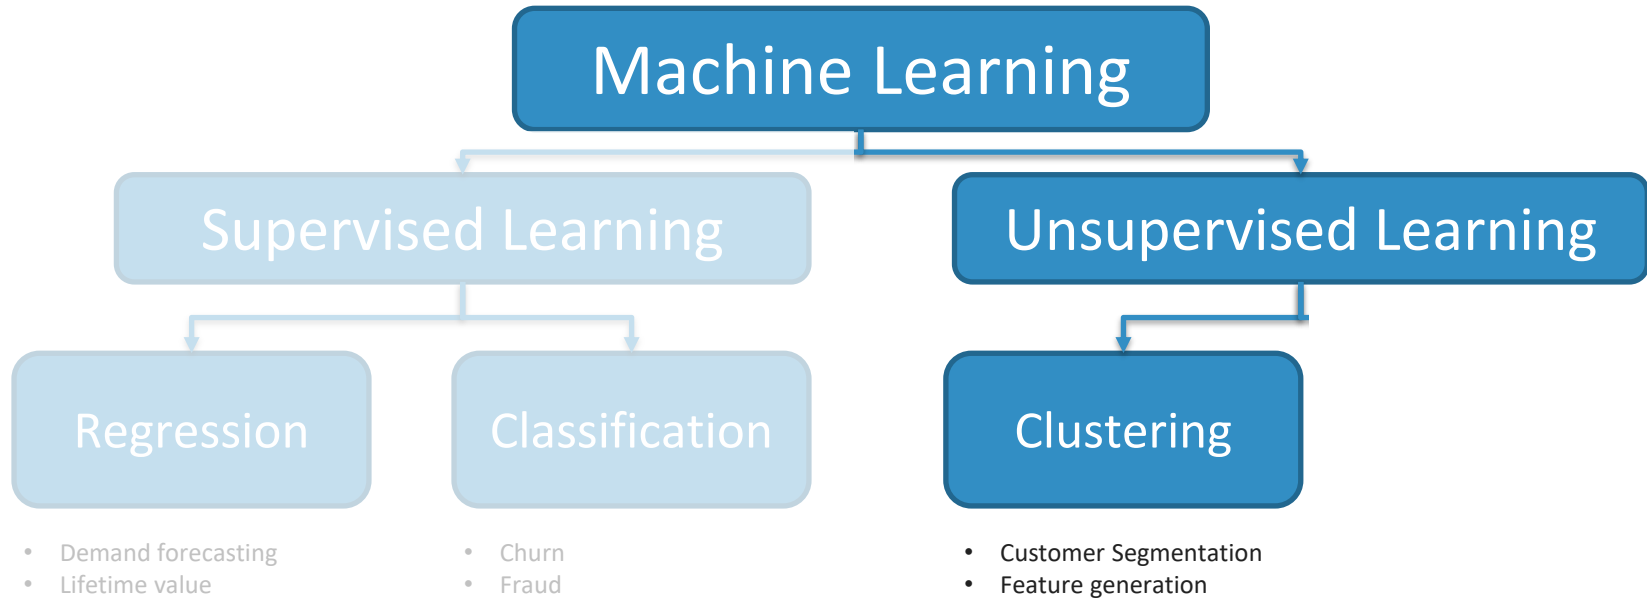 Machine Learning
Supervised Learning
Unsupervised Learning
Regression
Classification
Clustering
• Demand forecasting
• Lifetime value
• Churn
• Fraud
• Customer Segmentation
• Feature generation